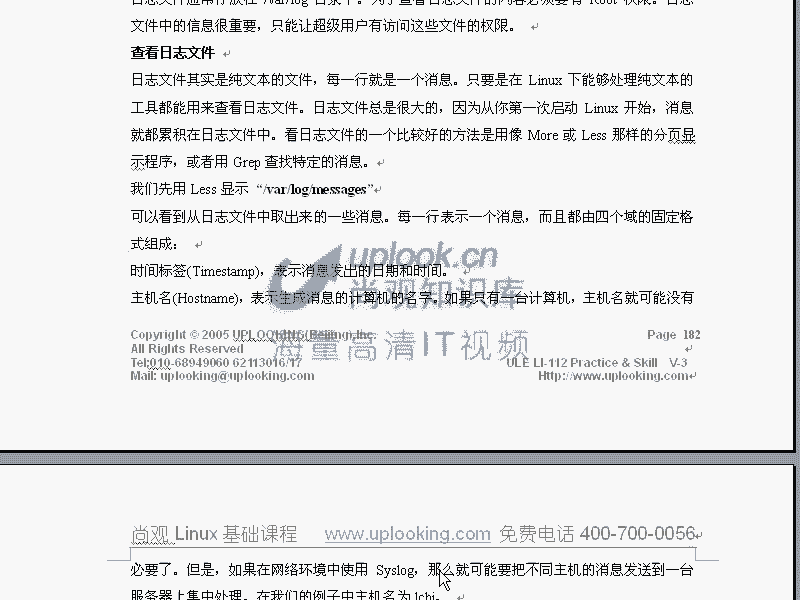 日志文件通常存放在"/var/log"目录下。为了查看日志文件的内容必须要有 Root 权限。日志
文件中的信息很重要，只能让超级用户有访问这些文件的权限。
查看日志文件
日志文件其实是纯文本的文件，每一行就是一个消息。只要是在 Linux 下能够处理纯文本的
工具都能用来查看日志文件。日志文件总是很大的，因为从你第一次启动 Linux 开始，消息
就都累积在日志文件中。看日志文件的一个比较好的方法是用像 More 或 Less 那样的分页显
示程序，或者用 Grep 查找特定的消息。
我们先用 Less 显示 “/var/log/messages”
可以看到从日志文件中取出来的一些消息。每一行表示一个消息，而且都由四个域的固定格
式组成：
uplook.cn
时间标签(Timestamp)，表示消息发出的日期和时间。
尚观知识库
主机名(Hostname)，表示生成消息的计算机的名字。如果只有一台计算机，主机名就可能没有
海量高清IT视频
Copyright © 2005 UPLOOKING(Beijing),Inc. Page 182
All Rights Reserved
Tel:010-68949060 62113016/17 ULE LI-112 Practice & Skill V-3
Mail: uplooking@uplooking.com Http://www.uplooking.com
尚观 Linux 基础课程 www.uplooking.com 免费电话 400-700-0056
必要了。但是，如果在网络环境中使用 Syslog，那么就可能要把不同主机的消息发送到一台
服务器上集中处理。在我们的例子中主机名为